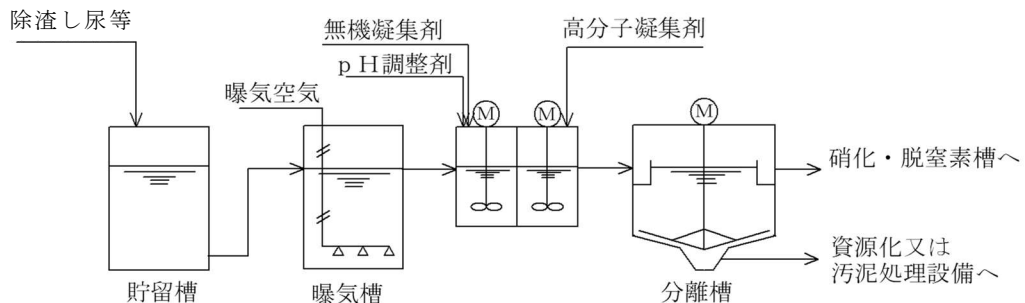 除渣し尿等
無機凝集剤
高分子凝集剤
ｐＨ調整剤
曝気空気
M
M
M
硝化・脱窒素槽へ
資源化又は
汚泥処理設備へ
貯留槽
曝気槽
分離槽